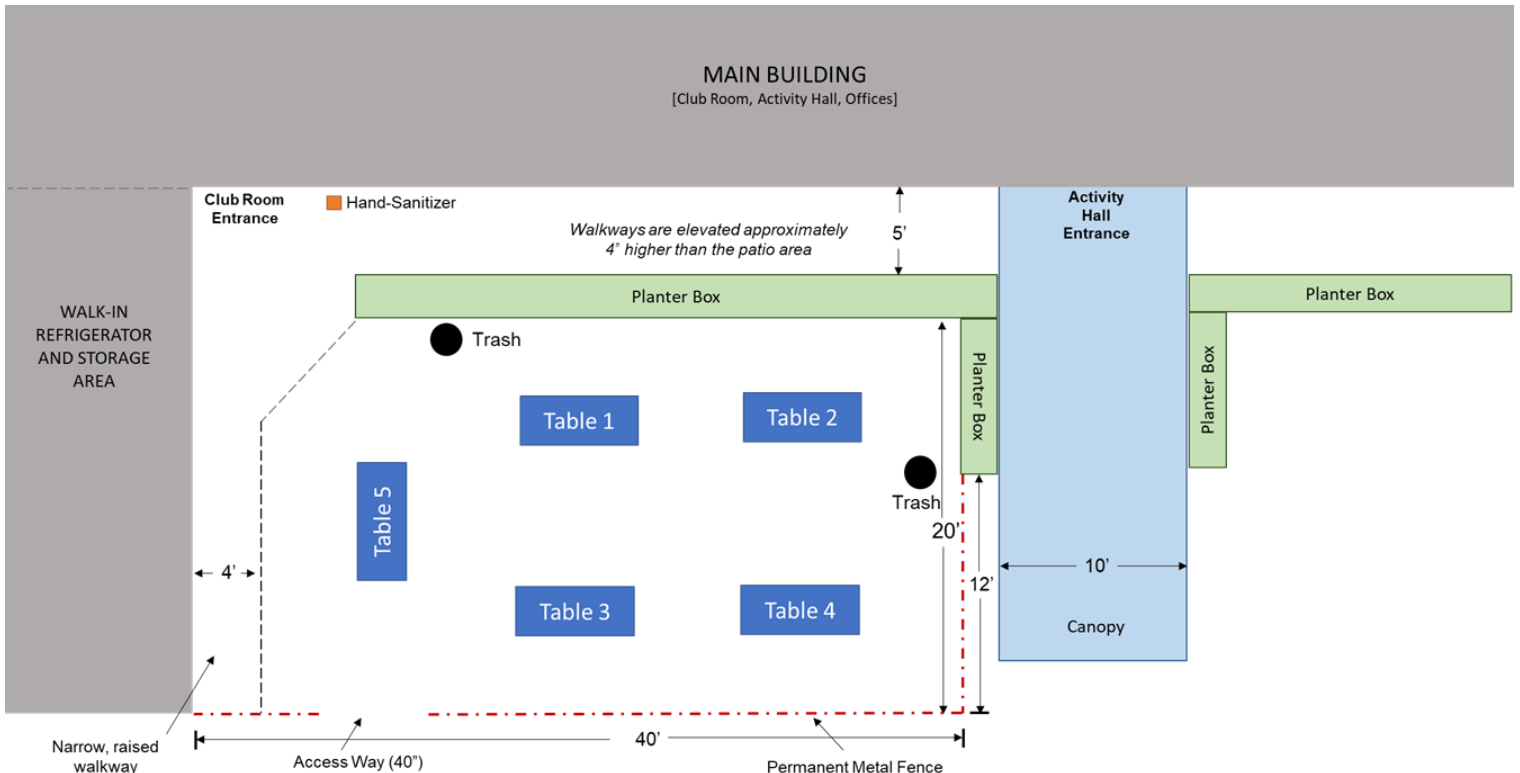 MAIN BUILDING
[Club Room, Activity Hall, Offices]
Club Room
Entrance
Hand-Sanitizer
Walkways are elevated approximately
4" higher than the patio area
5’
Activity
Hall
Entrance
WALK-IN
REFRIGERATOR
AND STORAGE
AREA
Planter Box
Planter Box
Trash
Planter Box
Planter Box
Table 1
Table 2
Table 5
Trash
20’
4’
12’
10’
Table 3
Table 4
Canopy
40’
Narrow, raised
walkway
Access Way (40”)
Permanent Metal Fence